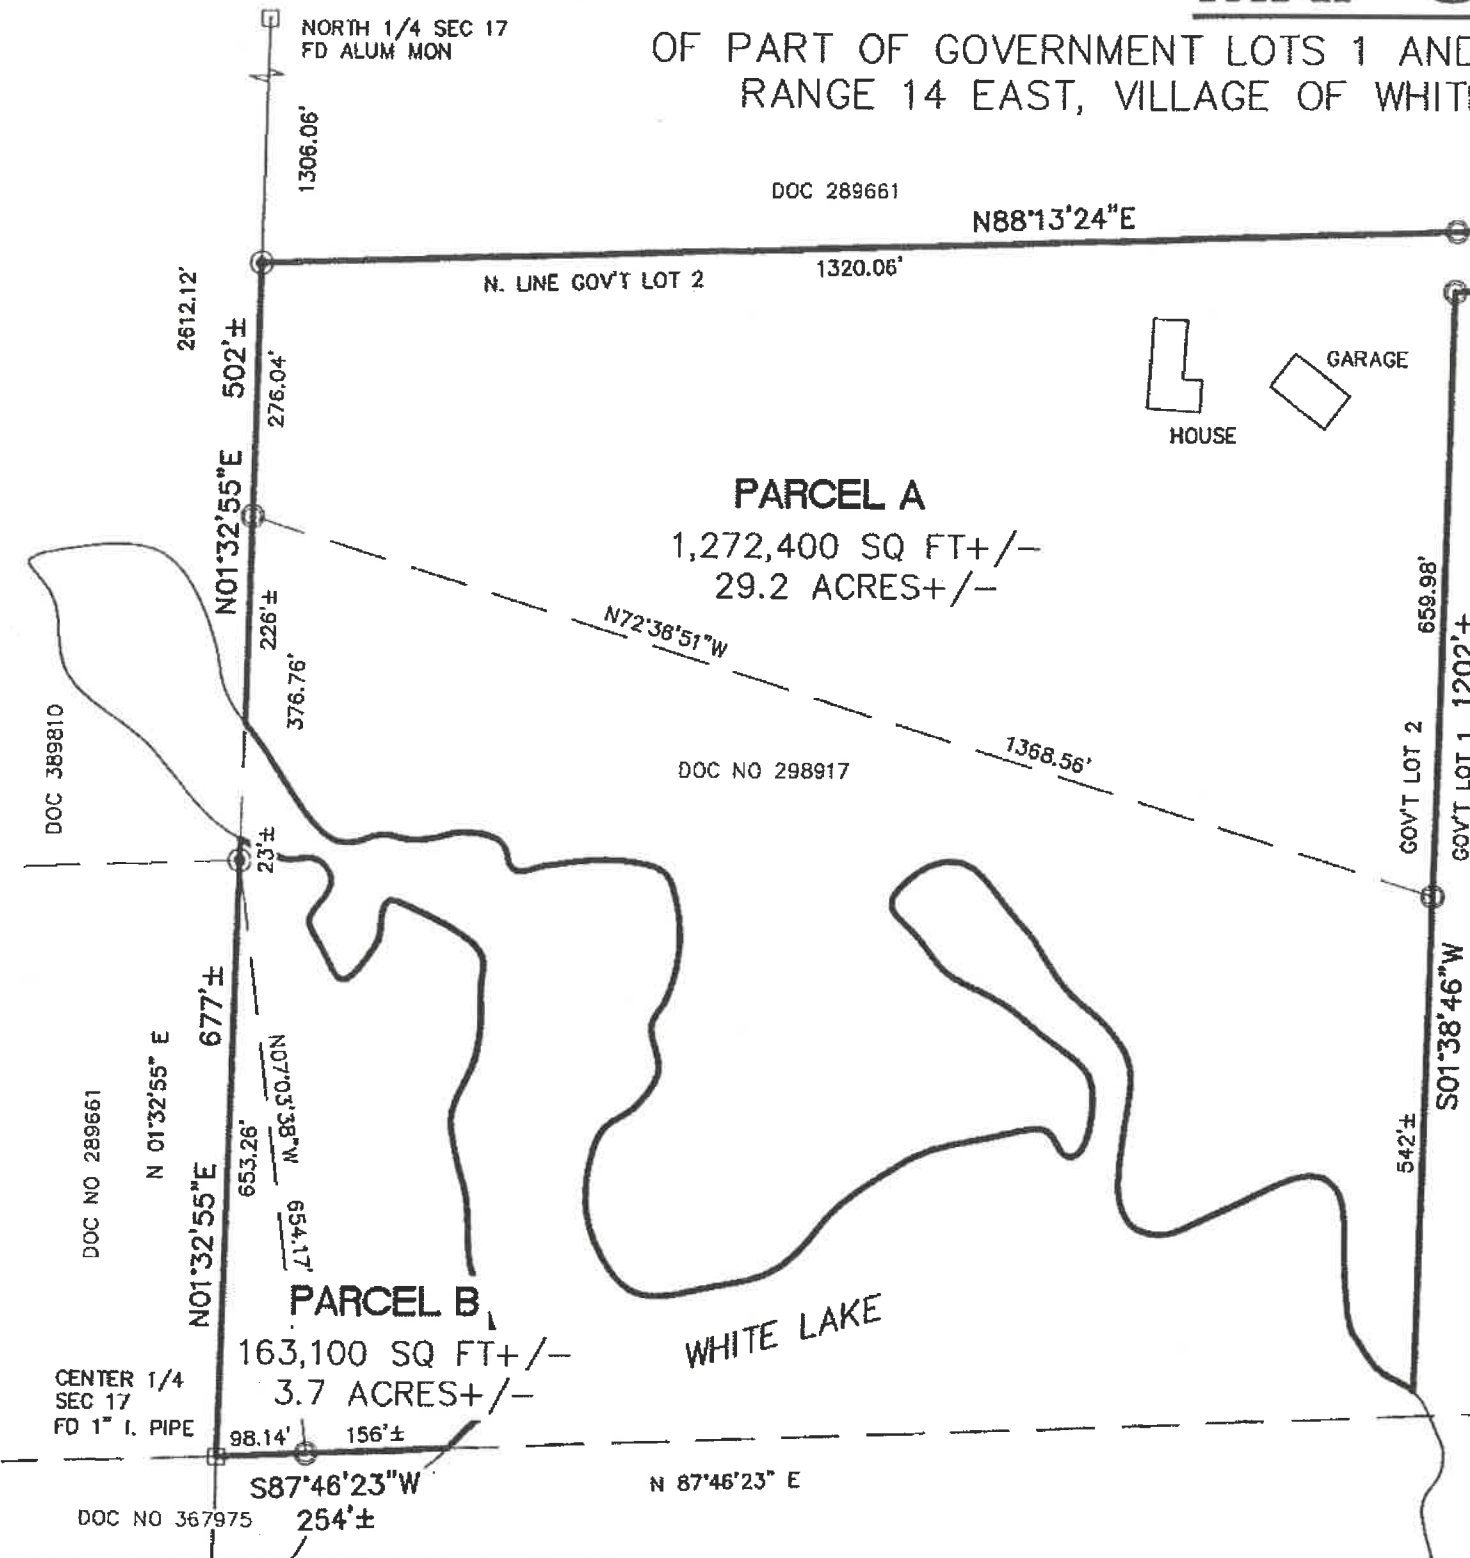 NORTH 1/4 SEC 17
FD ALUM MON
OF PART OF GOVERNMENT LOTS 1 AND
RANGE 14 EAST, VILLAGE OF
1306.06'
DOC 289661
N88°13'24"E
1320.06'
N. LINE GOV'T LOT 2
2612.12'
502'±
276.04'
N01°32'55"E
226'±
376.76'
HOUSE
GARAGE
PARCEL A
1,272,400 SQ FT+/-
29.2 ACRES+/-
N72°38'51"W
1368.56'
DOC NO 298917
659.98'
1202'±
GOV'T LOT 2
GOV'T LOT 1
S01°38'46"W
542'±
DOC 389810
23'±
677'±
N 01°32'55" E
DOC NO 289661
N01°32'55"E
653.26'
N07°03'38"W
654.17'
PARCEL B
163,100 SQ FT+/-
3.7 ACRES+/-
WHITE LAKE
CENTER 1/4
SEC 17
FD 1" I. PIPE
98.14'
156'±
S87°46'23"W
254'±
N 87°46'23" E
DOC NO 367975